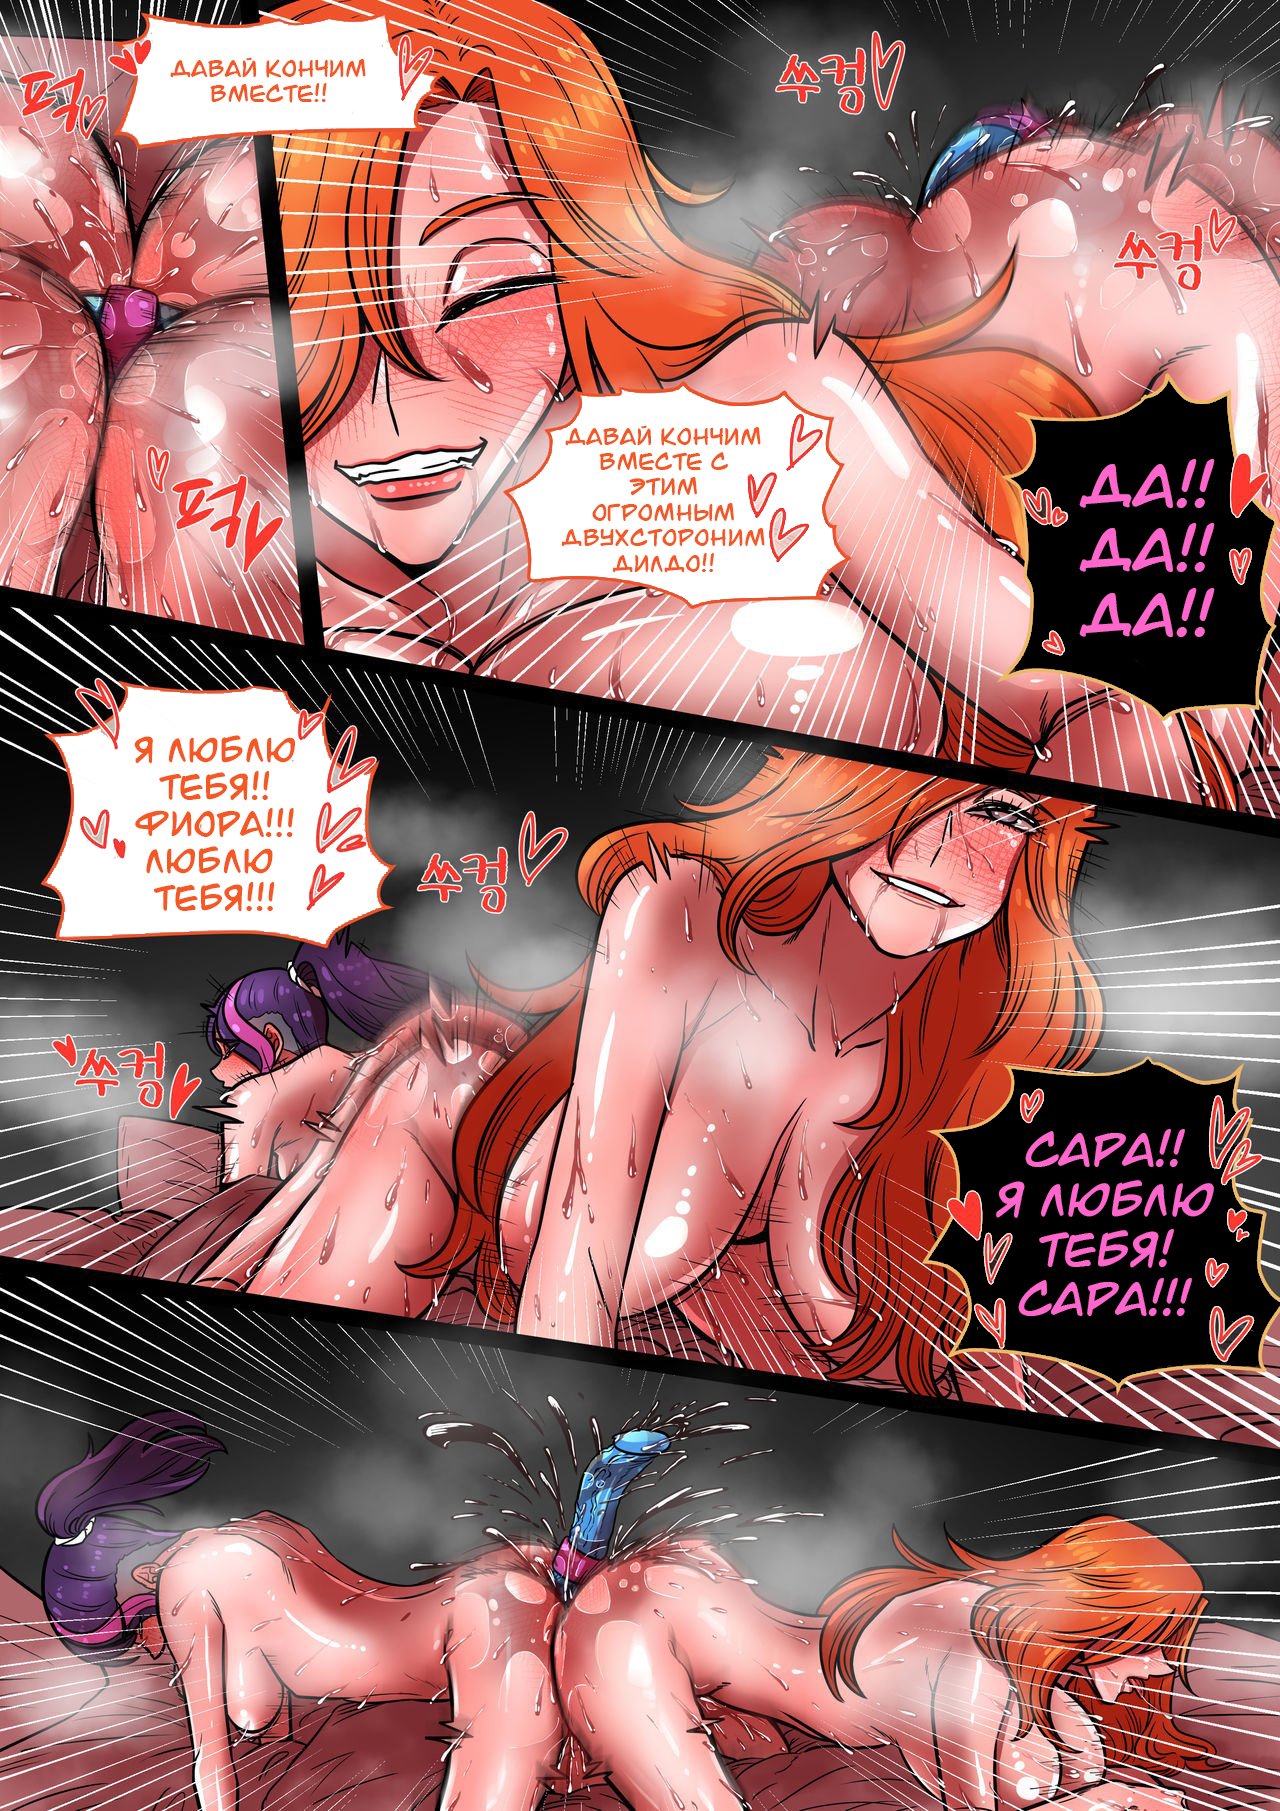 ДАВАЙ КОНЧИМ
ВМЕСТЕ!!
퍽
쑤컹
쑤컹
퍽
ДАВАЙ КОНЧИМ
ВМЕСТЕ С
ЭТИМ
ОГРОМНЫМ
ДВУХСТОРОНИМ
ДИЛДО!!
ДА!!
ДА!!
ДА!!
Я ЛЮБЛЮ
ТЕБЯ!!
ФИОРА!!!
ЛЮБЛЮ
ТЕБЯ!!!
쑤컹
쑤컹
САРА!!
Я ЛЮБЛЮ
ТЕБЯ!
САРА!!!